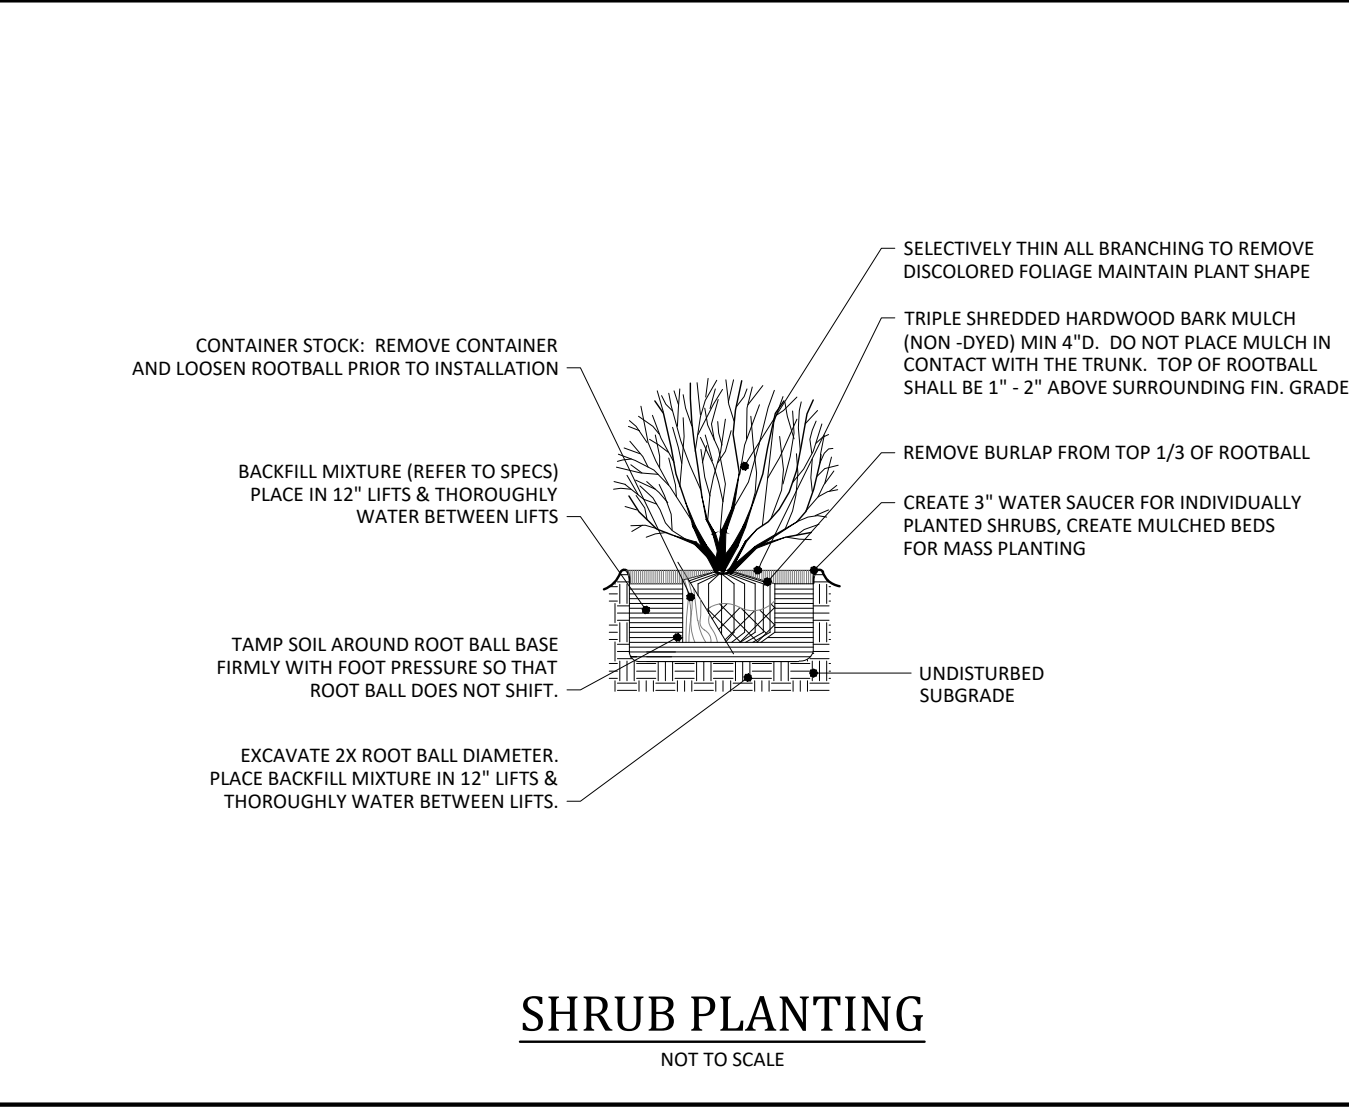 SELECTIVELY THIN ALL BRANCHING TO REMOVE
DISCOLORED FOLIAGE MAINTAIN PLANT SHAPE
TRIPLE SHREDDED HARDWOOD BARK MULCH
(NON -DYED) MIN 4"D.  DO NOT PLACE MULCH IN
CONTACT WITH THE TRUNK.  TOP OF ROOTBALL
SHALL BE 1" - 2" ABOVE SURROUNDING FIN. GRADE
CONTAINER STOCK:  REMOVE CONTAINER
AND LOOSEN ROOTBALL PRIOR TO INSTALLATION
REMOVE BURLAP FROM TOP 1/3 OF ROOTBALL
BACKFILL MIXTURE (REFER TO SPECS)
PLACE IN 12" LIFTS & THOROUGHLY
WATER BETWEEN LIFTS
CREATE 3" WATER SAUCER FOR INDIVIDUALLY
PLANTED SHRUBS, CREATE MULCHED BEDS
FOR MASS PLANTING
TAMP SOIL AROUND ROOT BALL BASE
FIRMLY WITH FOOT PRESSURE SO THAT
ROOT BALL DOES NOT SHIFT.
UNDISTURBED
SUBGRADE
EXCAVATE 2X ROOT BALL DIAMETER.
PLACE BACKFILL MIXTURE IN 12" LIFTS &
THOROUGHLY WATER BETWEEN LIFTS.
SHRUB PLANTING
NOT TO SCALE